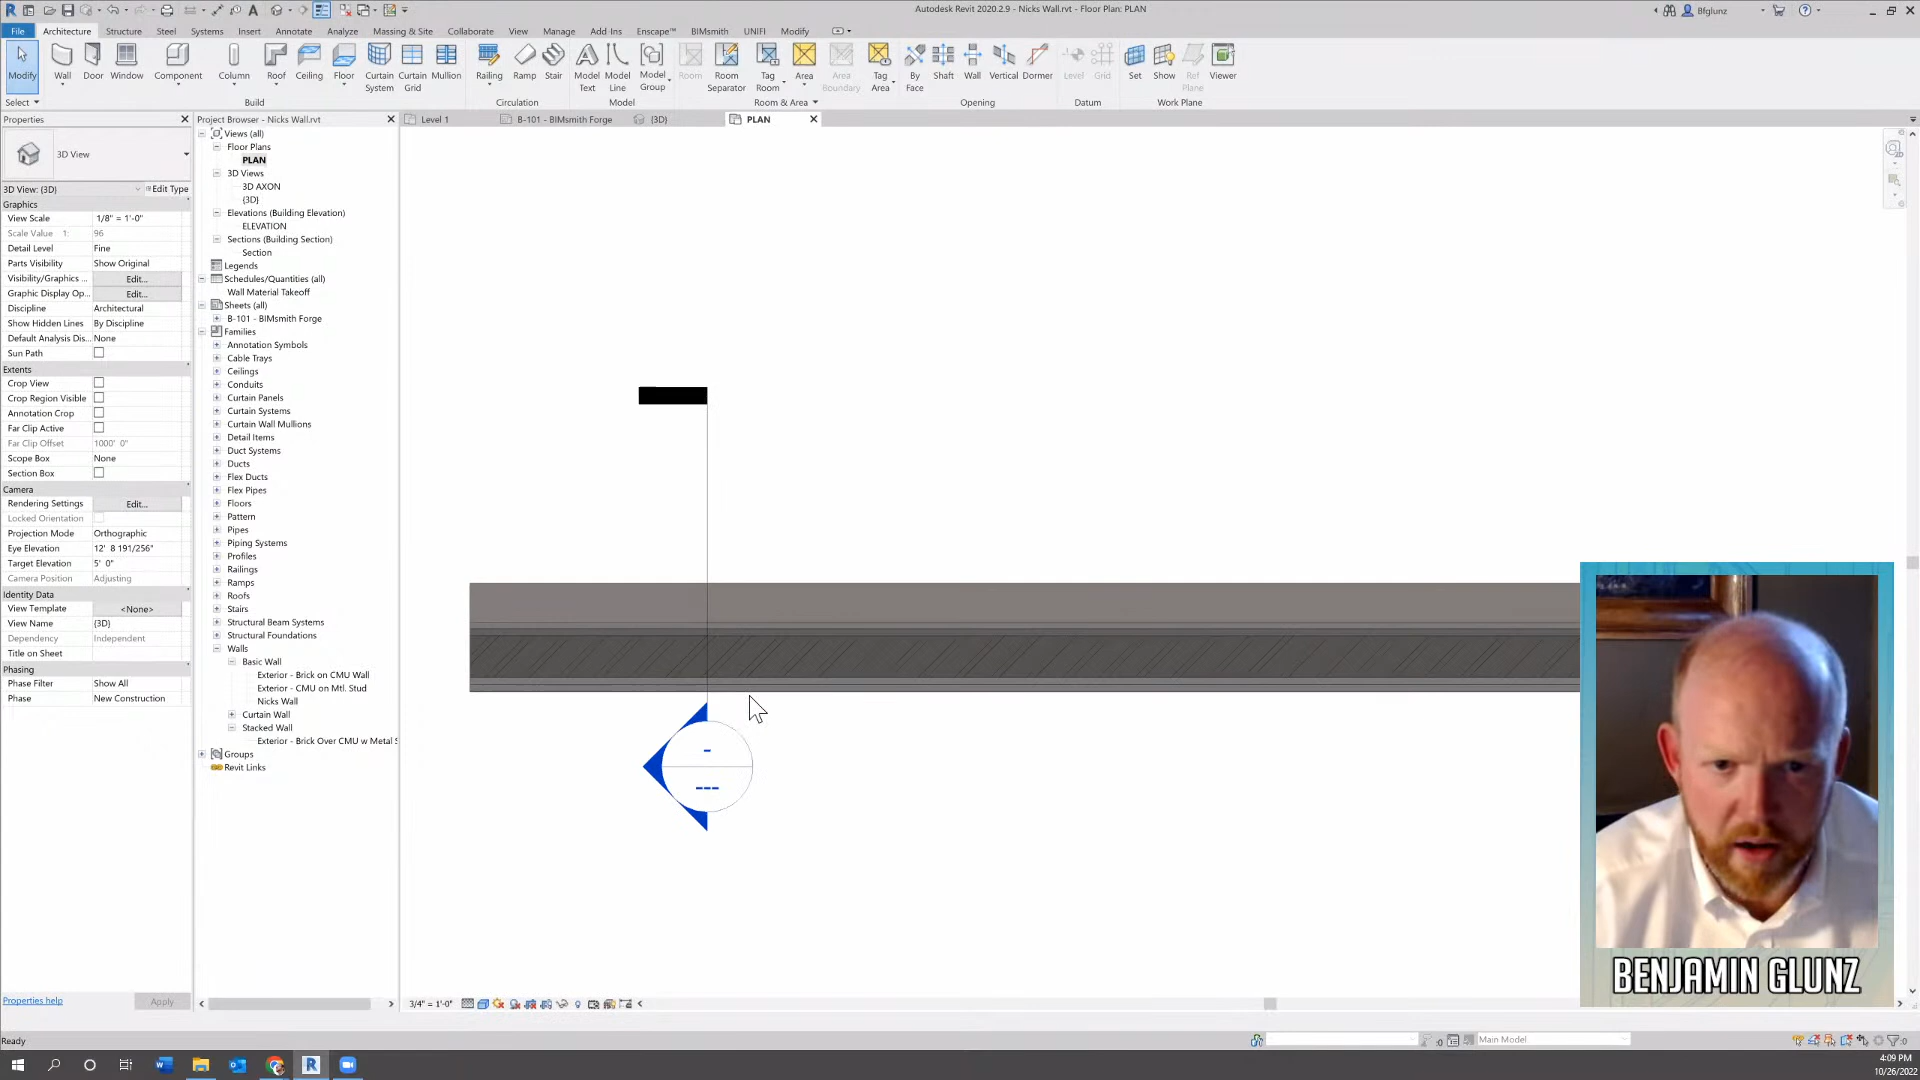 Autodesk Revit 2020.2.9 - Nicks Wall.rvt - Floor Plan: PLAN
Bfglunz
File Architecture Structure Steel Systems Insert Annotate Analyze Massing & Site Collaborate View Manage Add-Ins Enscape™ BIMsmith UNIFI Modify
Modify Wall Door Window Component Column Roof Ceiling Floor Curtain System Curtain Grid Mullion Railing Ramp Stair Model Text Model Line Model Group Room Room Separator Tag Room Area Area Boundary Tag Area By Face Shaft Wall Vertical Dormer Level Grid Set Show Ref Plane Viewer
Select Build Circulation Model Room & Area Opening Datum Work Plane
Properties
3D View
3D View: {3D} Edit Type
Graphics
View Scale 1/8" = 1'-0"
Scale Value 1: 96
Detail Level Fine
Parts Visibility Show Original
Visibility/Graphics ... Edit...
Graphic Display Op... Edit...
Discipline Architectural
Show Hidden Lines By Discipline
Default Analysis Dis... None
Sun Path
Extents
Crop View
Crop Region Visible
Annotation Crop
Far Clip Active
Far Clip Offset 1000' 0"
Scope Box None
Section Box
Camera
Rendering Settings Edit...
Locked Orientation
Projection Mode Orthographic
Eye Elevation 12' 8 191/256"
Target Elevation 5' 0"
Camera Position Adjusting
Identity Data
View Template <None>
View Name {3D}
Dependency Independent
Title on Sheet
Phasing
Phase Filter Show All
Phase New Construction
Properties help Apply
Project Browser - Nicks Wall.rvt
Views (all)
Floor Plans
PLAN
3D Views
3D AXON
{3D}
Elevations (Building Elevation)
ELEVATION
Sections (Building Section)
Section
Legends
Schedules/Quantities (all)
Wall Material Takeoff
Sheets (all)
B-101 - BIMsmith Forge
Families
Annotation Symbols
Cable Trays
Ceilings
Conduits
Curtain Panels
Curtain Systems
Curtain Wall Mullions
Detail Items
Duct Systems
Ducts
Flex Ducts
Flex Pipes
Floors
Pattern
Pipes
Piping Systems
Profiles
Railings
Ramps
Roofs
Stairs
Structural Beam Systems
Structural Foundations
Walls
Basic Wall
Exterior - Brick on CMU Wall
Exterior - CMU on Mtl. Stud
Nicks Wall
Curtain Wall
Stacked Wall
Exterior - Brick Over CMU w Metal S
Groups
Revit Links
Level 1 B-101 - BIMsmith Forge {3D} PLAN
-
---
BENJAMIN GLUNZ
3/4" = 1'-0"
Ready
:0 Main Model :0
4:09 PM
10/26/2022